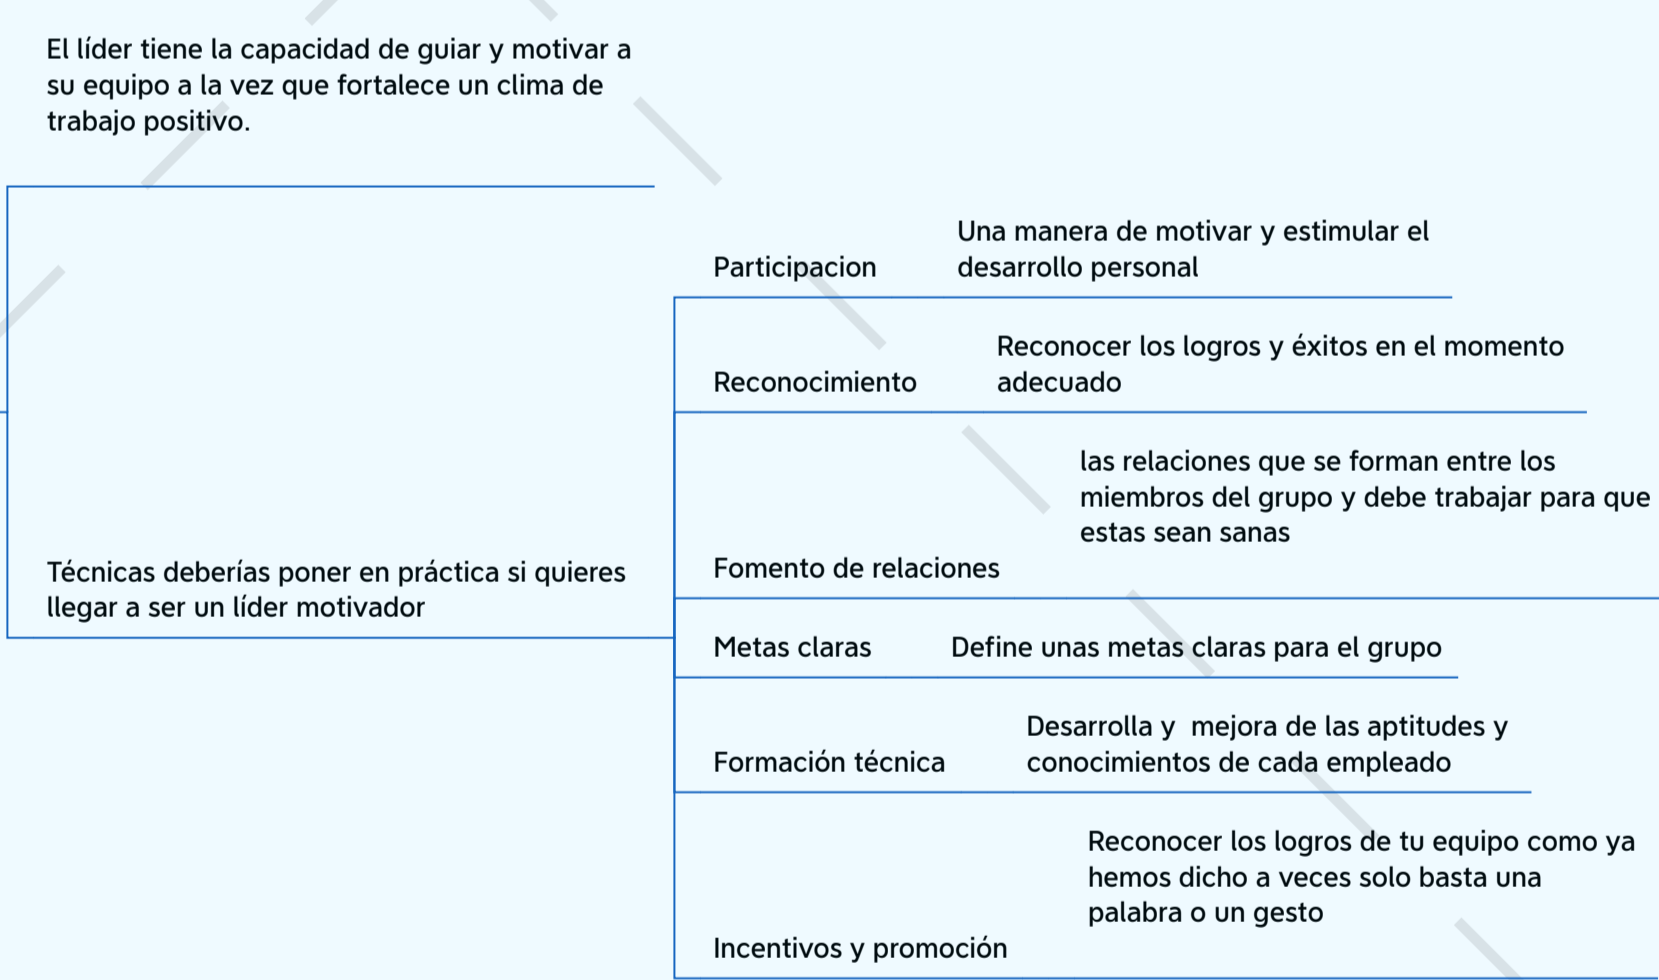 El líder tiene la capacidad de guiar y motivar a
su equipo a la vez que fortalece un clima de
trabajo positivo.
Técnicas deberías poner en práctica si quieres
llegar a ser un líder motivador
Participacion
Una manera de motivar y estimular el
desarrollo personal
Reconocimiento
Reconocer los logros y éxitos en el momento
adecuado
Fomento de relaciones
las relaciones que se forman entre los
miembros del grupo y debe trabajar para que
estas sean sanas
Metas claras
Define unas metas claras para el grupo
Formación técnica
Desarrolla y  mejora de las aptitudes y
conocimientos de cada empleado
Incentivos y promoción
Reconocer los logros de tu equipo como ya
hemos dicho a veces solo basta una
palabra o un gesto